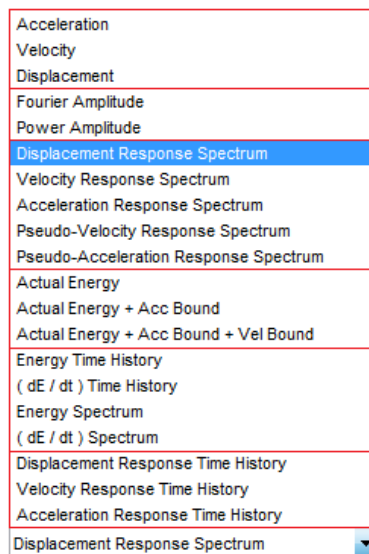 Acceleration
Velocity
Displacement
Fourier Amplitude
Power Amplitude
Displacement Response Spectrum
Velocity Response Spectrum
Acceleration Response Spectrum
Pseudo-Velocity Response Spectrum
Pseudo-Acceleration Response Spectrum
Actual Energy
Actual Energy + Acc Bound
Actual Energy + Acc Bound + Vel Bound
Energy Time History
( dE / dt ) Time History
Energy Spectrum
( dE / dt ) Spectrum
Displacement Response Time History
Velocity Response Time History
Acceleration Response Time History
Displacement Response Spectrum